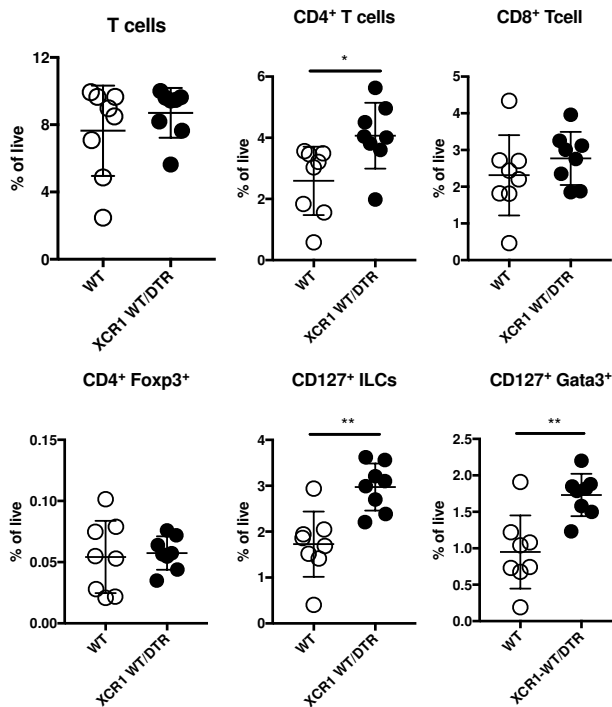 T cells
% of live
12
9
6
3
0
WT
XCR1 WT/DTR
CD4⁺ T cells
*
% of live
6
4
2
0
WT
XCR1 WT/DTR
CD8⁺ Tcell
% of live
5
4
3
2
1
0
WT
XCR1 WT/DTR
CD4⁺ Foxp3⁺
% of live
0.15
0.10
0.05
0.00
WT
XCR1 WT/DTR
CD127⁺ ILCs
**
% of live
4
3
2
1
0
WT
XCR1 WT/DTR
CD127⁺ Gata3⁺
**
% of live
2.5
2.0
1.5
1.0
0.5
0.0
WT
XCR1-WT/DTR